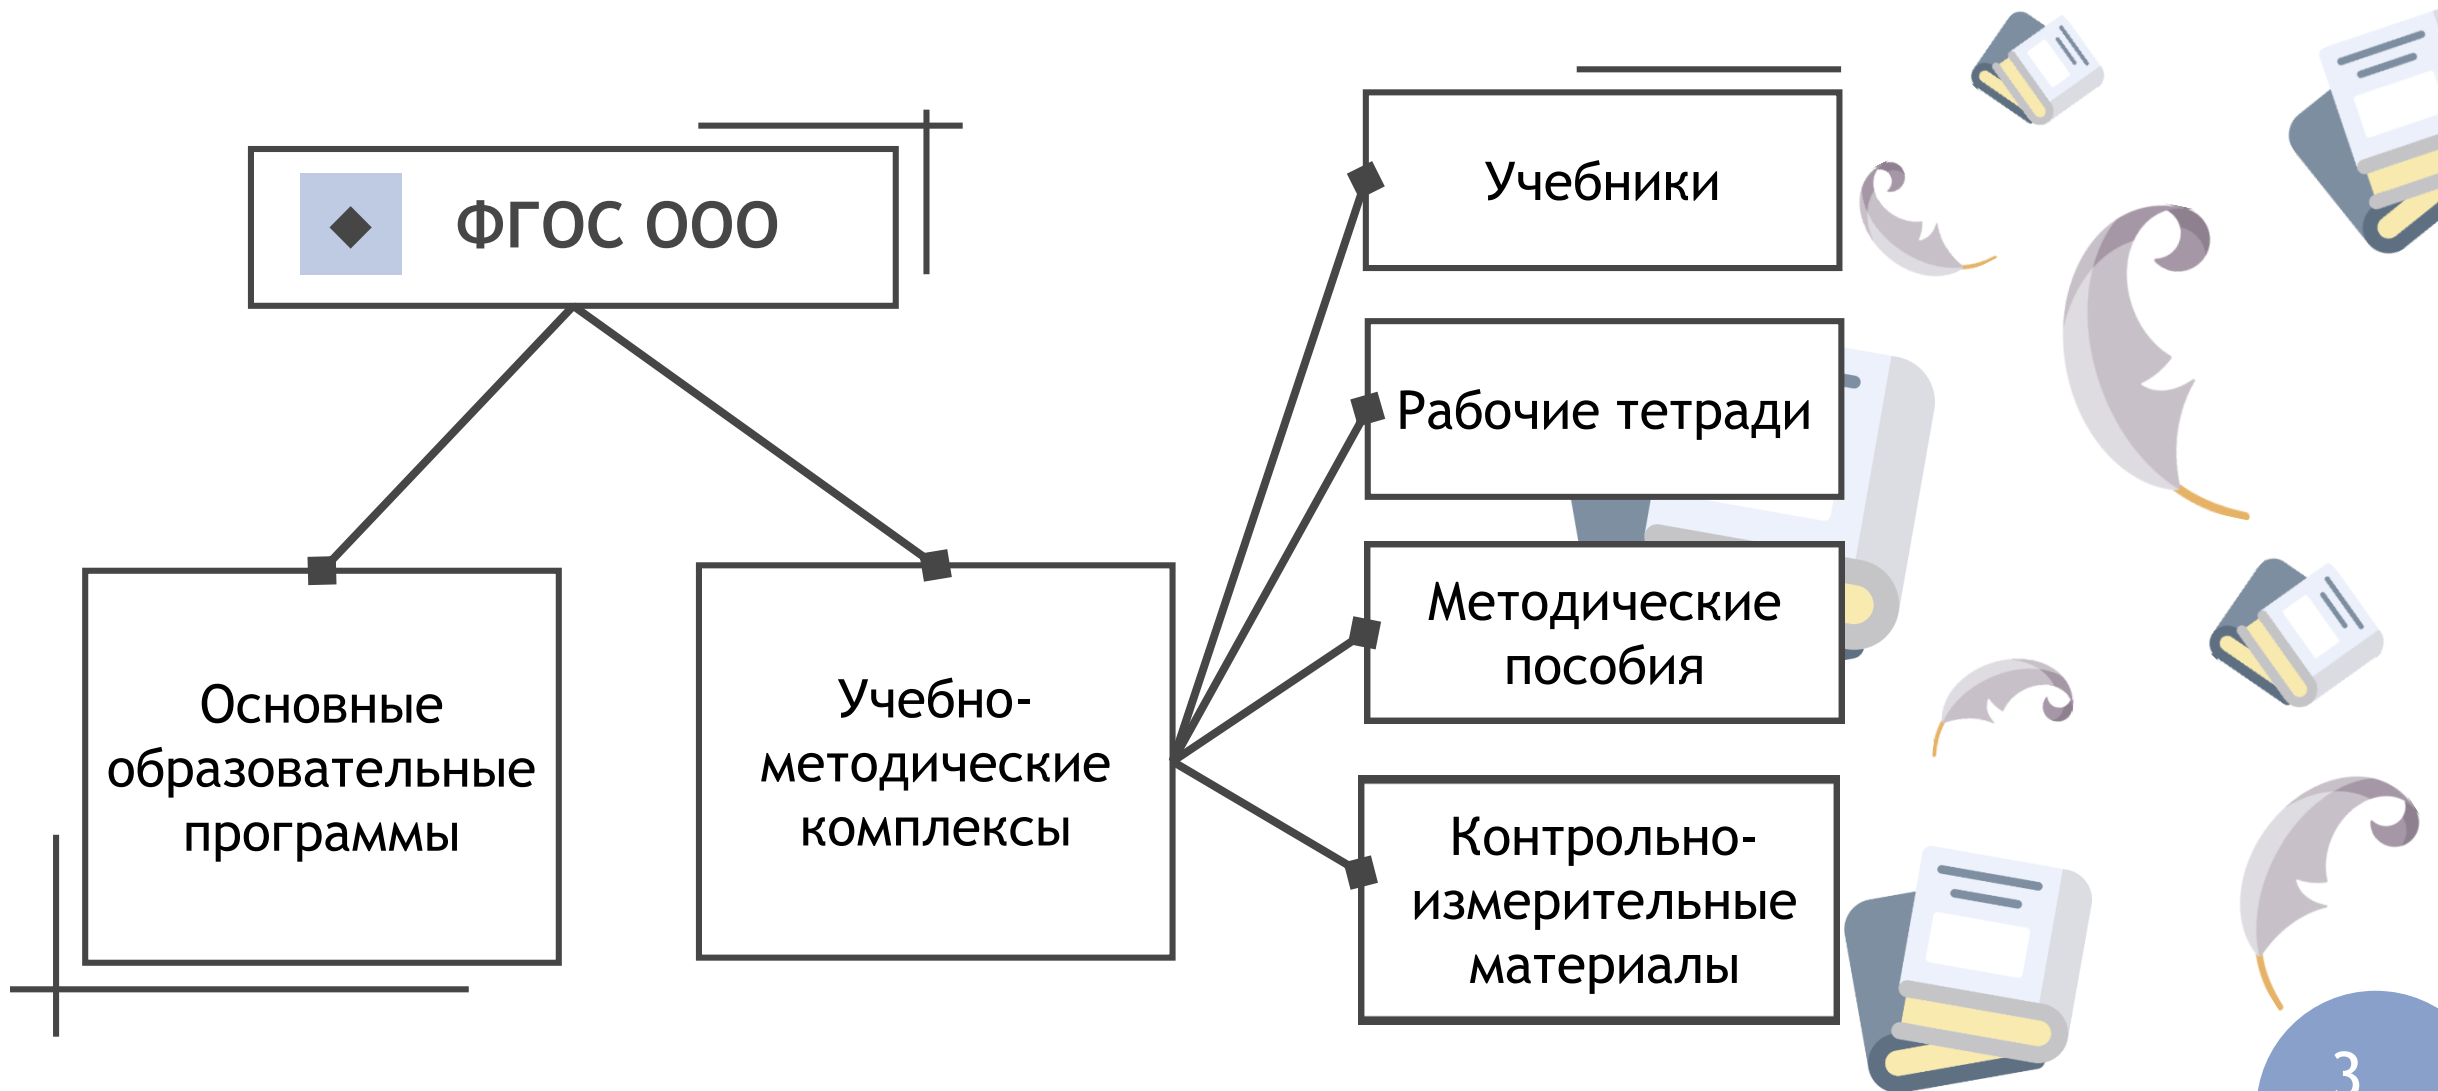 ФГОС ООО
Основные
образовательные
программы
Учебно-
методические
комплексы
Учебники
Рабочие тетради
Методические
пособия
Контрольно-
измерительные
материалы
3